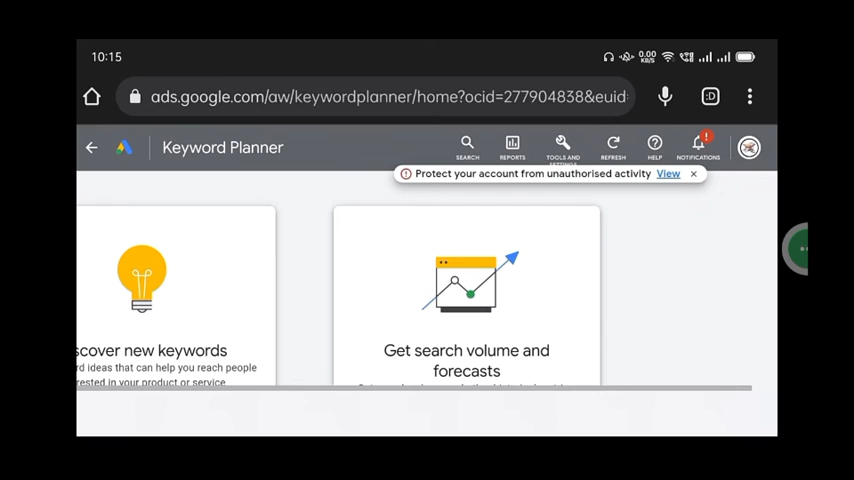 10:15
0.00
KB/S
ads.google.com/aw/keywordplanner/home?ocid=277904838&euid
:D
Keyword Planner
SEARCH
REPORTS
TOOLS AND
SETTINGS
REFRESH
HELP
NOTIFICATIONS
Protect your account from unauthorised activity View
scover new keywords
rd ideas that can help you reach people
rested in your product or service
Get search volume and
forecasts